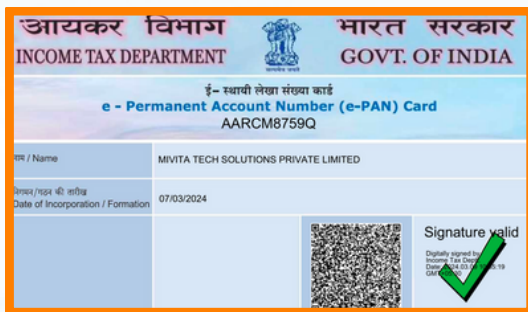 आयकर विभाग
भारत सरकार
INCOME TAX DEPARTMENT
GOVT. OF INDIA
ई- स्थायी लेखा संख्या कार्ड
e - Permanent Account Number (e-PAN) Card
AARCM8759Q
नाम / Name
MIVITA TECH SOLUTIONS PRIVATE LIMITED
निगमन/गठन की तारीख
Date of Incorporation / Formation
07/03/2024
Signature valid
Digitally signed by
Income Tax Dept